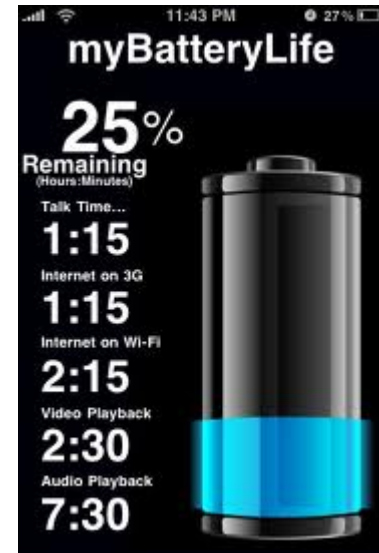 11:43 PM 27%
myBatteryLife
25%
Remaining
(Hours:Minutes)
Talk Time...
1:15
Internet on 3G
1:15
Internet on Wi-Fi
2:15
Video Playback
2:30
Audio Playback
7:30